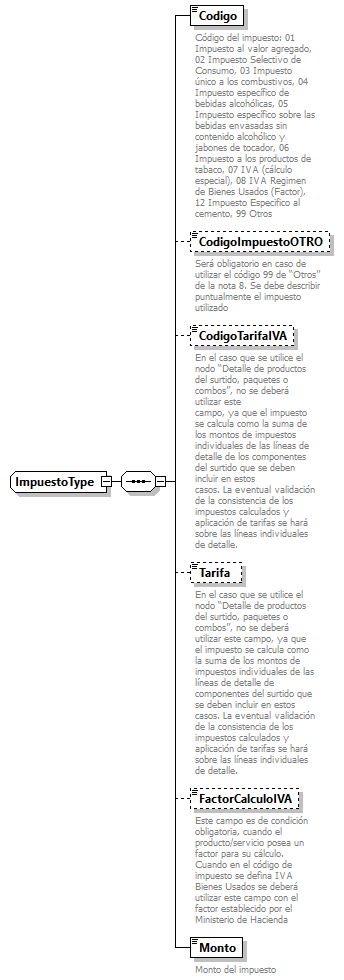 Codigo
Código del impuesto: 01
Impuesto al valor agregado,
02 Impuesto Selectivo de
Consumo, 03 Impuesto
único a los combustivos, 04
Impuesto específico de
bebidas alcohólicas, 05
Impuesto específico sobre las
bebidas envasadas sin
contenido alcohólico y
jabones de tocador, 06
Impuesto a los productos de
tabaco, 07 IVA (cálculo
especial), 08 IVA Regimen
de Bienes Usados (Factor),
12 Impuesto Especifico al
cemento, 99 Otros
CodigoImpuestoOTRO
Será obligatorio en caso de
utilizar el código 99 de “Otros”
de la nota 8. Se debe describir
puntualmente el impuesto
utilizado
CodigoTarifaIVA
En el caso que se utilice el
nodo “Detalle de productos
del surtido, paquetes o
combos”, no se deberá
utilizar este
campo, ya que el impuesto
se calcula como la suma de
los montos de impuestos
individuales de las líneas de
detalle de los componentes
del surtido que se deben
incluir en estos
casos. La eventual validación
de la consistencia de los
impuestos calculados y
aplicación de tarifas se hará
sobre las líneas individuales
de detalle.
ImpuestoType
Tarifa
En el caso que se utilice el
nodo “Detalle de productos
del surtido, paquetes o
combos”, no se deberá
utilizar este campo, ya que
el impuesto se calcula como
la suma de los montos de
impuestos individuales de las
líneas de detalle de
componentes del surtido que
se deben incluir en estos
casos. La eventual validación
de la consistencia de los
impuestos calculados y
aplicación de tarifas se hará
sobre las líneas individuales
de detalle.
FactorCalculoIVA
Este campo es de condición
obligatoria, cuando el
producto/servicio posea un
factor para su cálculo.
Cuando en el código de
impuesto se defina IVA
Bienes Usados se deberá
utilizar este campo con el
factor establecido por el
Ministerio de Hacienda
Monto
Monto del impuesto